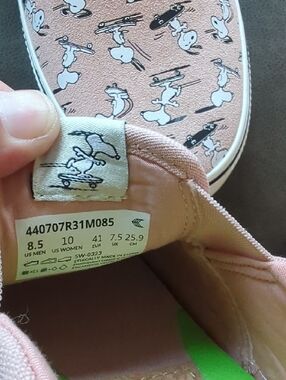 440707R31M085
8.5 10 41 7.5 25.9
US MEN US WOMEN EUR UK CM
SW-0323